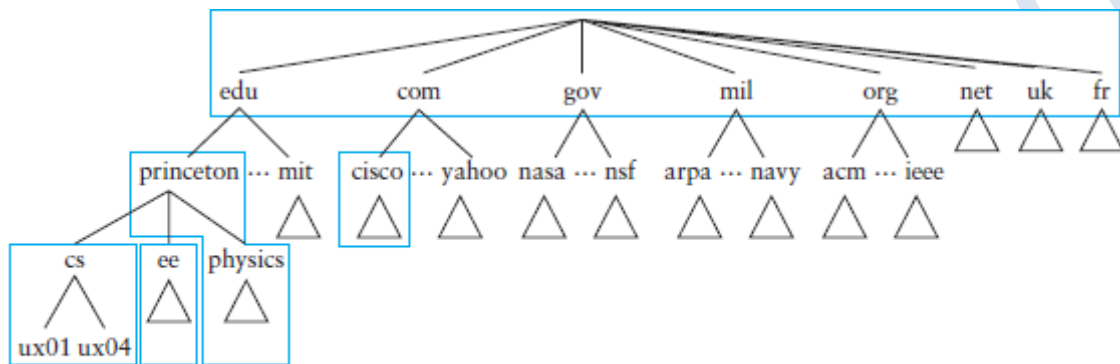 edu com gov mil org net uk fr
princeton ... mit cisco ... yahoo nasa ... nsf arpa ... navy acm ... ieee
cs ee physics
ux01 ux04